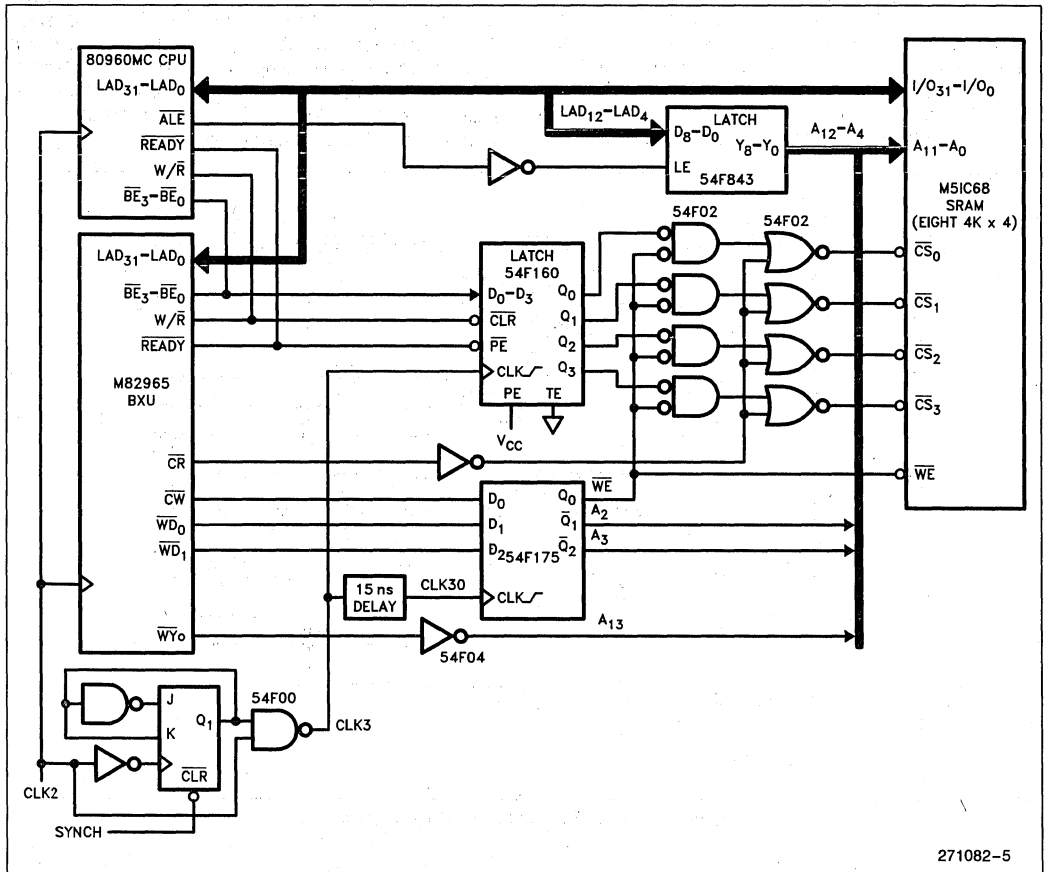 80960MC CPU
LAD31–LAD0
ALE
READY
W/R
BE3–BE0
LAD12–LAD4
LATCH
D8–D0
Y8–Y0
LE
54F843
A12–A4
I/O31–I/O0
A11–A0
M5IC68
SRAM
(EIGHT 4K x 4)
CS0
CS1
CS2
CS3
WE
LAD31–LAD0
BE3–BE0
W/R
READY
M82965
BXU
CR
CW
WD0
WD1
WYo
LATCH
54F160
D0–D3
CLR
PE
CLK
PE
TE
VCC
Q0
Q1
Q2
Q3
54F02
54F02
D0
D1
D2
54F175
Q0
Q1
Q2
CLK
WE
A2
A3
15 ns
DELAY
CLK30
54F04
A13
J
K
Q1
CLR
54F00
CLK3
CLK2
SYNCH
271082–5